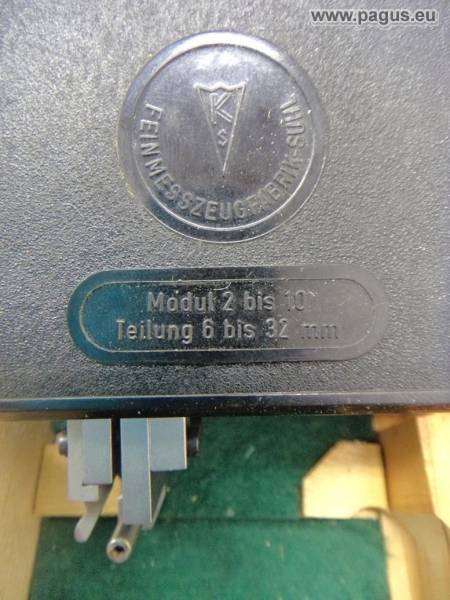 www.pagus.eu
K
S
FEINMESSZEUGFABRIK-SUHL
Modul 2 bis 10
Teilung 6 bis 32 mm